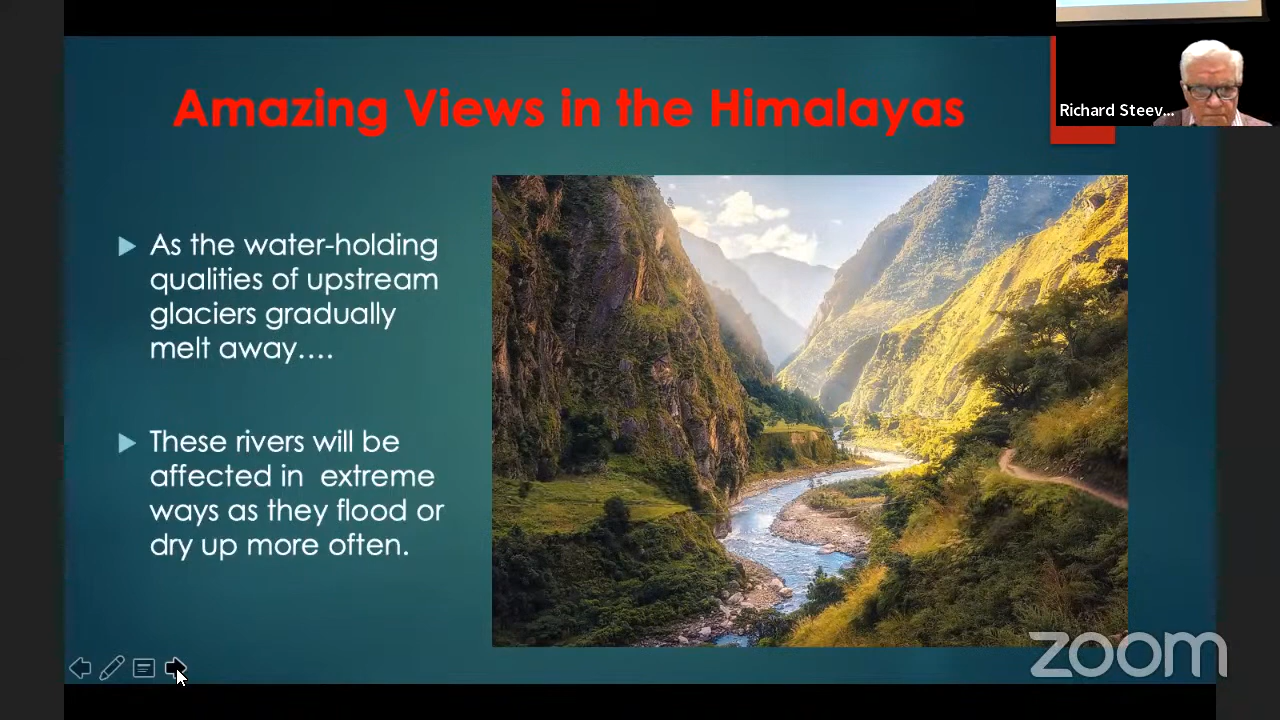 Amazing Views in the Himalayas
Richard Steev...
As the water-holding
qualities of upstream
glaciers gradually
melt away....
These rivers will be
affected in  extreme
ways as they flood or
dry up more often.
zoom